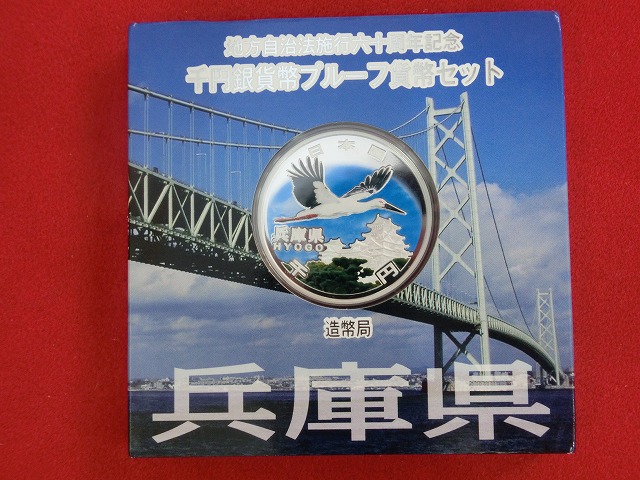 地方自治法施行六十周年記念
千円銀貨幣プルーフ貨幣セット
日本国
兵庫県
HYOGO
千円
造幣局
兵庫県